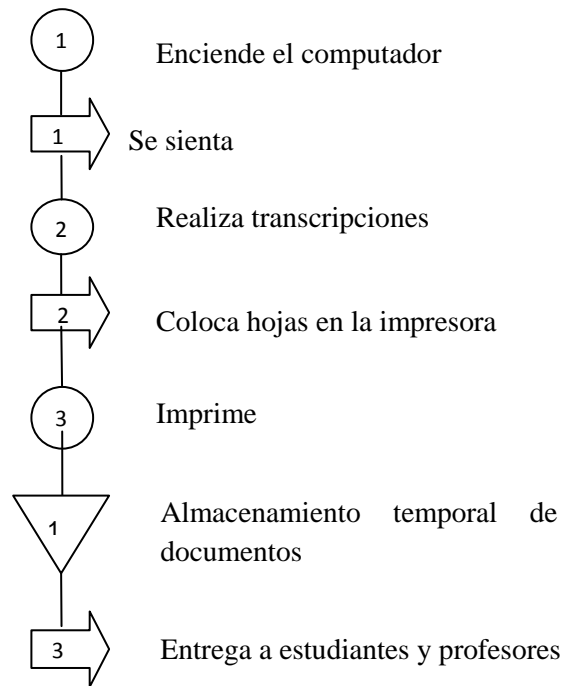 1 Enciende el computador
1 Se sienta
2 Realiza transcripciones
2 Coloca hojas en la impresora
3 Imprime
1 Almacenamiento temporal de
documentos
3 Entrega a estudiantes y profesores